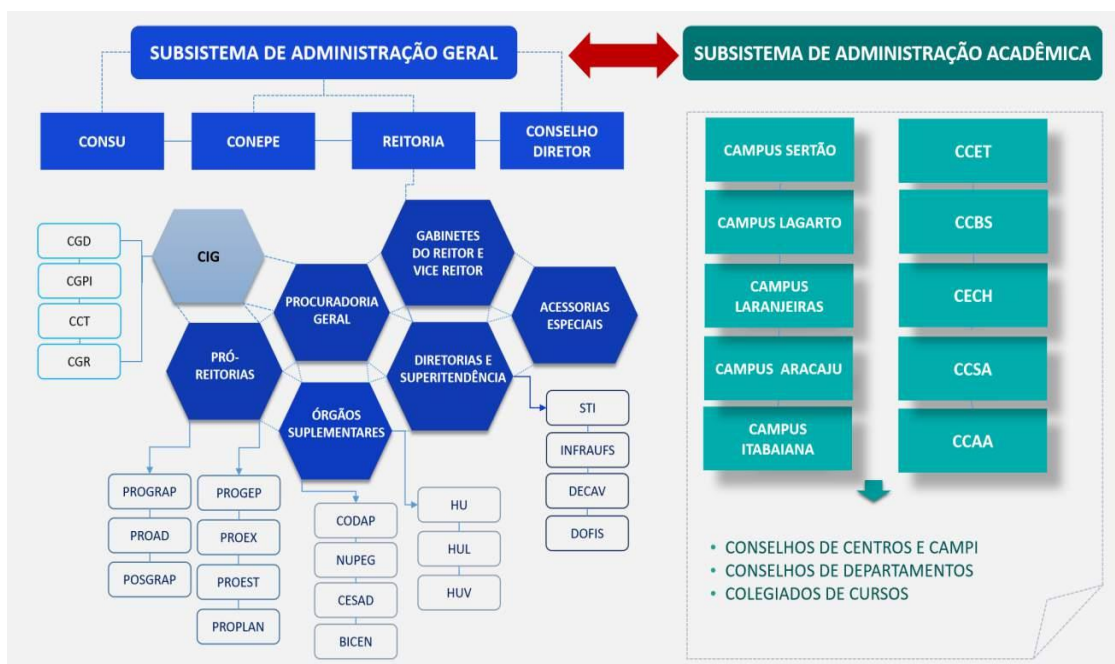 SUBSISTEMA DE ADMINISTRAÇÃO GERAL
SUBSISTEMA DE ADMINISTRAÇÃO ACADÊMICA
CONSU
CONEPE
REITORIA
CONSELHO
DIRETOR
CGD
CGPI
CCT
CGR
CIG
PROCURADORIA
GERAL
GABINETES
DO REITOR E
VICE REITOR
ACESSORIAS
ESPECIAIS
PRÓ-
REITORIAS
ÓRGÃOS
SUPLEMENTARES
DIRETORIAS E
SUPERITENDÊNCIA
PROGRAP
PROAD
POSGRAP
PROGEP
PROEX
PROEST
PROPLAN
CODAP
NUPEG
CESAD
BICEN
HU
HUL
HUV
STI
INFRAUFS
DECAV
DOFIS
CAMPUS SERTÃO
CAMPUS LAGARTO
CAMPUS
LARANJEIRAS
CAMPUS ARACAJU
CAMPUS
ITABAIANA
CCET
CCBS
CECH
CCSA
CCAA
• CONSELHOS DE CENTROS E CAMPI
• CONSELHOS DE DEPARTAMENTOS
• COLEGIADOS DE CURSOS